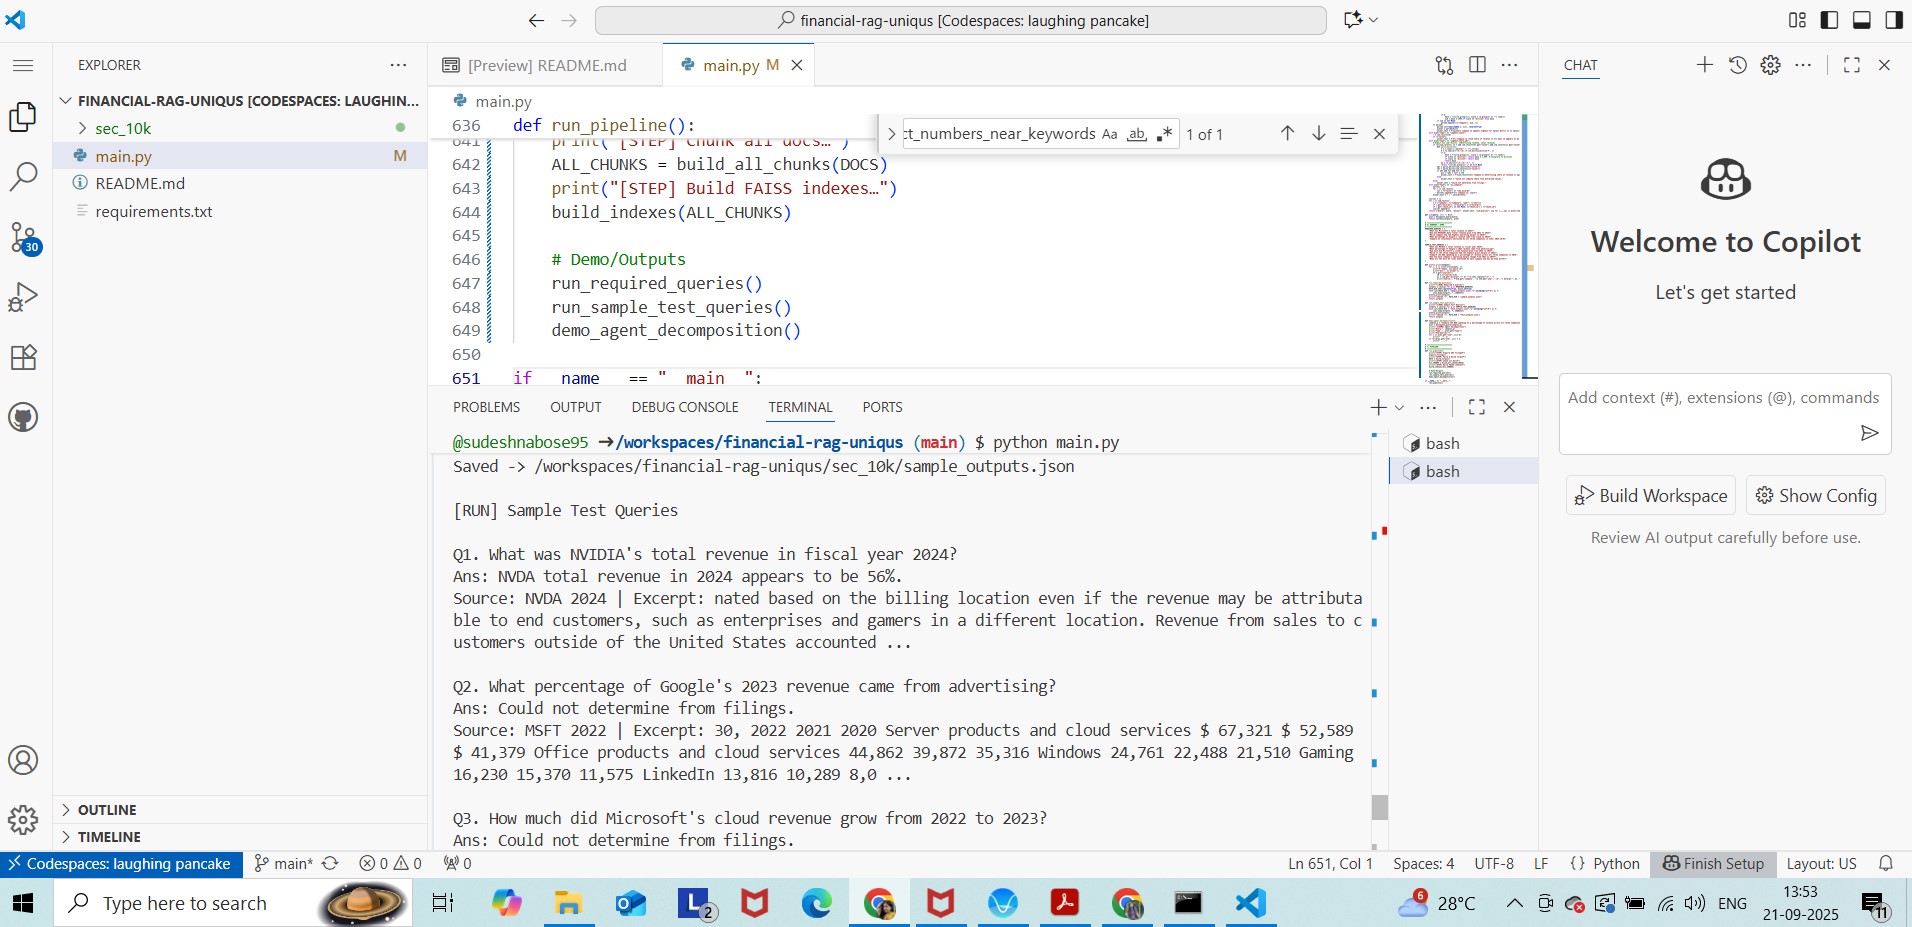 financial-rag-uniqus [Codespaces: laughing pancake]
EXPLORER
FINANCIAL-RAG-UNIQUS [CODESPACES: LAUGHIN...
sec_10k
main.py M
README.md
requirements.txt
OUTLINE
TIMELINE
30
[Preview] README.md
main.py M
main.py
ct_numbers_near_keywords Aa ab 1 of 1
636 def run_pipeline():
641 print("[STEP] Chunk all docs…")
642 ALL_CHUNKS = build_all_chunks(DOCS)
643 print("[STEP] Build FAISS indexes…")
644 build_indexes(ALL_CHUNKS)
645
646 # Demo/Outputs
647 run_required_queries()
648 run_sample_test_queries()
649 demo_agent_decomposition()
650
651 if __name__ == "__main__":
PROBLEMS OUTPUT DEBUG CONSOLE TERMINAL PORTS
@sudeshnabose95 →/workspaces/financial-rag-uniqus (main) $ python main.py
Saved -> /workspaces/financial-rag-uniqus/sec_10k/sample_outputs.json
[RUN] Sample Test Queries
Q1. What was NVIDIA's total revenue in fiscal year 2024?
Ans: NVDA total revenue in 2024 appears to be 56%.
Source: NVDA 2024 | Excerpt: nated based on the billing location even if the revenue may be attributa
ble to end customers, such as enterprises and gamers in a different location. Revenue from sales to c
ustomers outside of the United States accounted ...
Q2. What percentage of Google's 2023 revenue came from advertising?
Ans: Could not determine from filings.
Source: MSFT 2022 | Excerpt: 30, 2022 2021 2020 Server products and cloud services $ 67,321 $ 52,589
$ 41,379 Office products and cloud services 44,862 39,872 35,316 Windows 24,761 22,488 21,510 Gaming
16,230 15,370 11,575 LinkedIn 13,816 10,289 8,0 ...
Q3. How much did Microsoft's cloud revenue grow from 2022 to 2023?
Ans: Could not determine from filings.
bash
bash
CHAT
Welcome to Copilot
Let's get started
Add context (#), extensions (@), commands
Build Workspace
Show Config
Review AI output carefully before use.
Codespaces: laughing pancake main* 0 0 0 Ln 651, Col 1 Spaces: 4 UTF-8 LF {} Python Finish Setup Layout: US
Type here to search
L 2
6 28°C ENG 13:53
21-09-2025
11